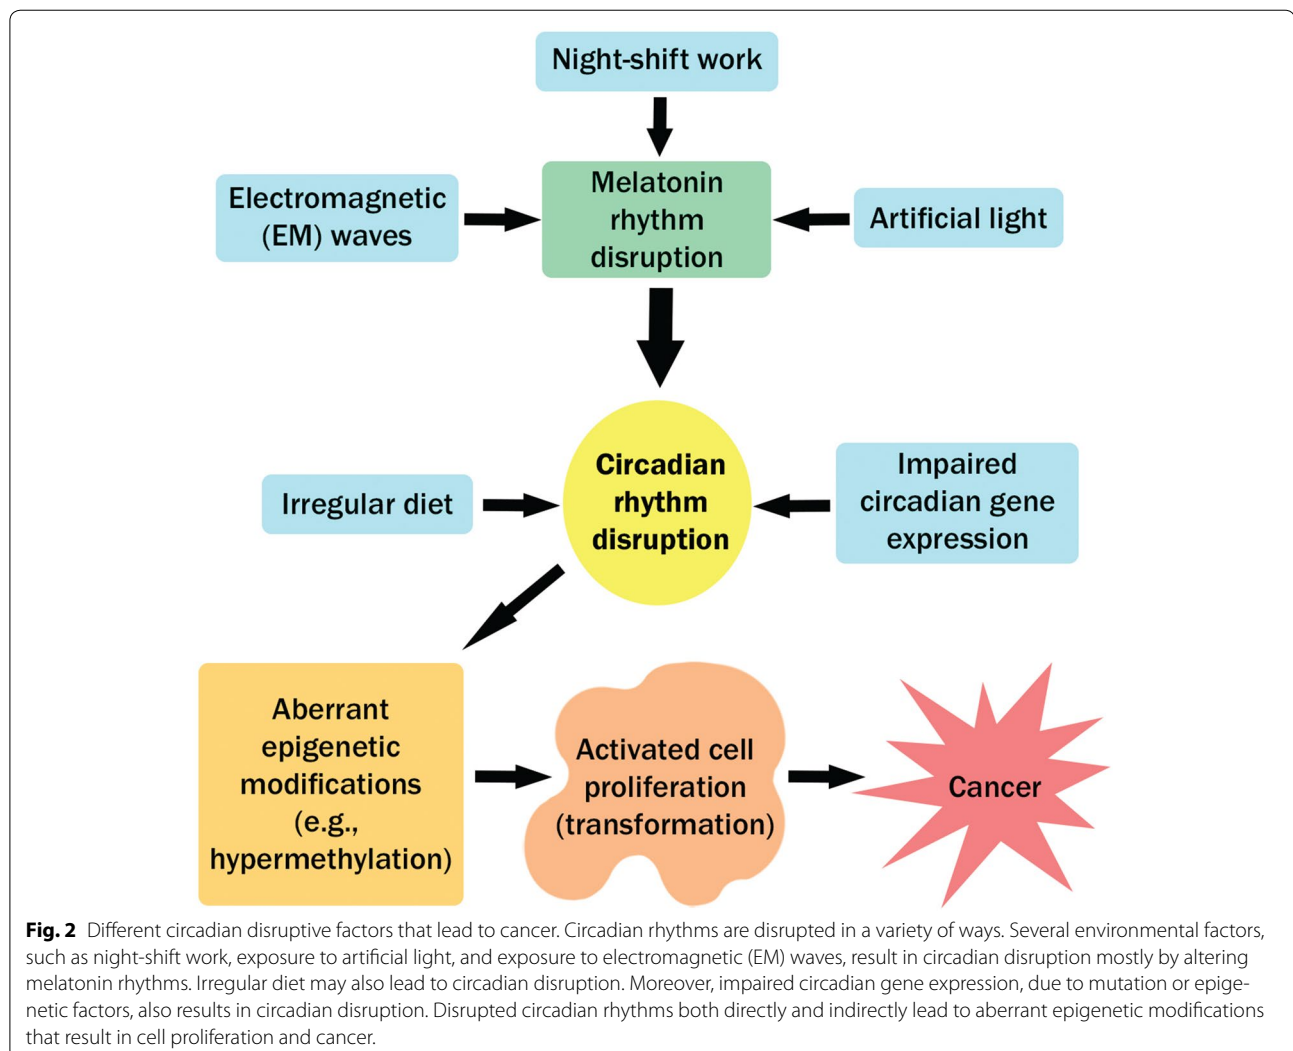 Night-shift work
Electromagnetic
(EM) waves
Melatonin
rhythm
disruption
Artificial light
Irregular diet
Circadian
rhythm
disruption
Impaired
circadian gene
expression
Aberrant
epigenetic
modifications
(e.g.,
hypermethylation)
Activated cell
proliferation
(transformation)
Cancer
Fig. 2 Different circadian disruptive factors that lead to cancer. Circadian rhythms are disrupted in a variety of ways. Several environmental factors,
such as night-shift work, exposure to artificial light, and exposure to electromagnetic (EM) waves, result in circadian disruption mostly by altering
melatonin rhythms. Irregular diet may also lead to circadian disruption. Moreover, impaired circadian gene expression, due to mutation or epige-
netic factors, also results in circadian disruption. Disrupted circadian rhythms both directly and indirectly lead to aberrant epigenetic modifications
that result in cell proliferation and cancer.